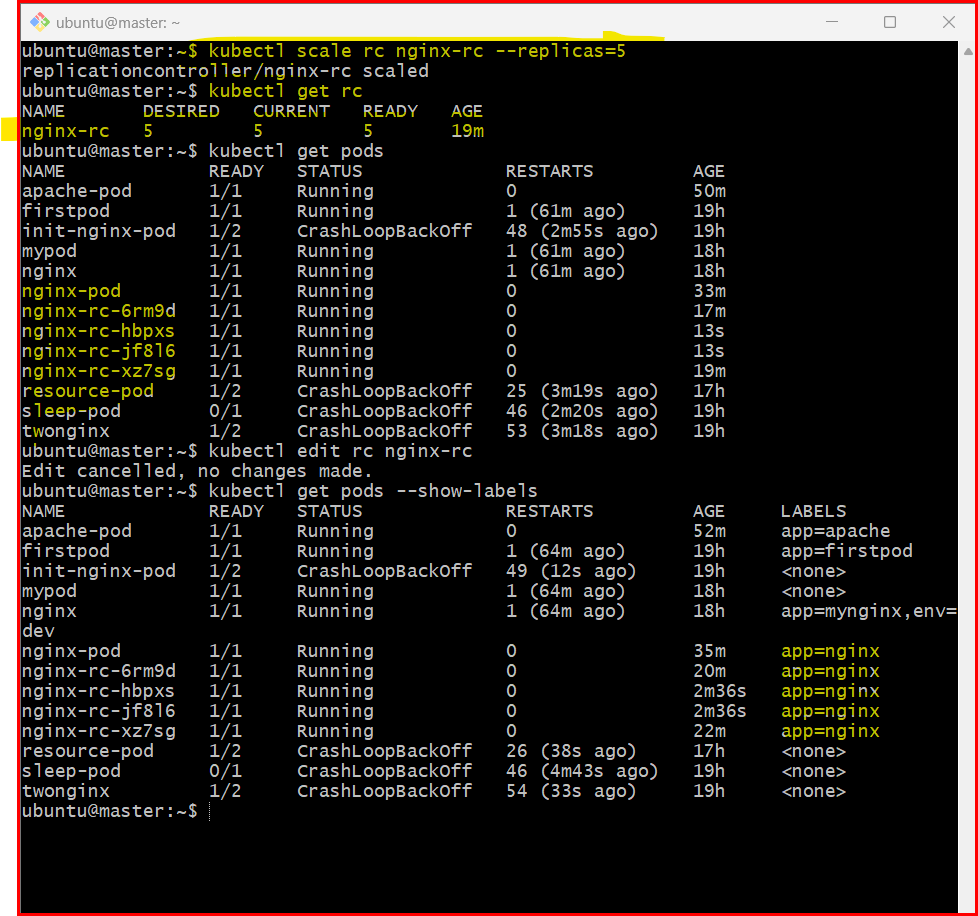 ubuntu@master: ~
ubuntu@master:~$ kubectl scale rc nginx-rc --replicas=5
replicationcontroller/nginx-rc scaled
ubuntu@master:~$ kubectl get rc
NAME DESIRED CURRENT READY AGE
nginx-rc 5 5 5 19m
ubuntu@master:~$ kubectl get pods
NAME READY STATUS RESTARTS AGE
apache-pod 1/1 Running 0 50m
firstpod 1/1 Running 1 (61m ago) 19h
init-nginx-pod 1/2 CrashLoopBackOff 48 (2m55s ago) 19h
mypod 1/1 Running 1 (61m ago) 18h
nginx 1/1 Running 1 (61m ago) 18h
nginx-pod 1/1 Running 0 33m
nginx-rc-6rm9d 1/1 Running 0 17m
nginx-rc-hbpxs 1/1 Running 0 13s
nginx-rc-jf8l6 1/1 Running 0 13s
nginx-rc-xz7sg 1/1 Running 0 19m
resource-pod 1/2 CrashLoopBackOff 25 (3m19s ago) 17h
sleep-pod 0/1 CrashLoopBackOff 46 (2m20s ago) 19h
twonginx 1/2 CrashLoopBackOff 53 (3m18s ago) 19h
ubuntu@master:~$ kubectl edit rc nginx-rc
Edit cancelled, no changes made.
ubuntu@master:~$ kubectl get pods --show-labels
NAME READY STATUS RESTARTS AGE LABELS
apache-pod 1/1 Running 0 52m app=apache
firstpod 1/1 Running 1 (64m ago) 19h app=firstpod
init-nginx-pod 1/2 CrashLoopBackOff 49 (12s ago) 19h <none>
mypod 1/1 Running 1 (64m ago) 18h <none>
nginx 1/1 Running 1 (64m ago) 18h app=mynginx,env=
dev
nginx-pod 1/1 Running 0 35m app=nginx
nginx-rc-6rm9d 1/1 Running 0 20m app=nginx
nginx-rc-hbpxs 1/1 Running 0 2m36s app=nginx
nginx-rc-jf8l6 1/1 Running 0 2m36s app=nginx
nginx-rc-xz7sg 1/1 Running 0 22m app=nginx
resource-pod 1/2 CrashLoopBackOff 26 (38s ago) 17h <none>
sleep-pod 0/1 CrashLoopBackOff 46 (4m43s ago) 19h <none>
twonginx 1/2 CrashLoopBackOff 54 (33s ago) 19h <none>
ubuntu@master:~$